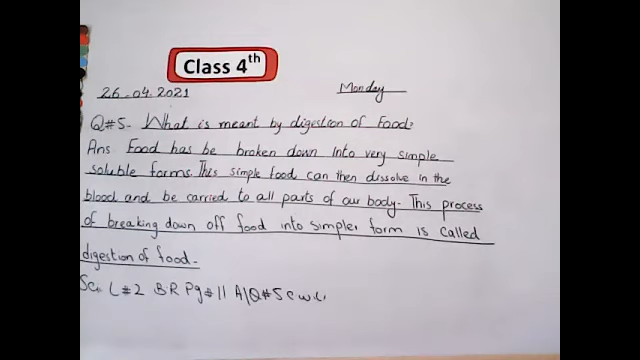 Class 4th
26.04.2021 Monday
Q#5. What is meant by digestion of Food?
Ans Food has be broken down into very simple
soluble forms. This simple food can then dissolve in the
blood and be carried to all parts of our body. This process
of breaking down off food into simpler form is called
digestion of food.
Sc. L#2 BR Pg#11 A/Q#5 C.W.